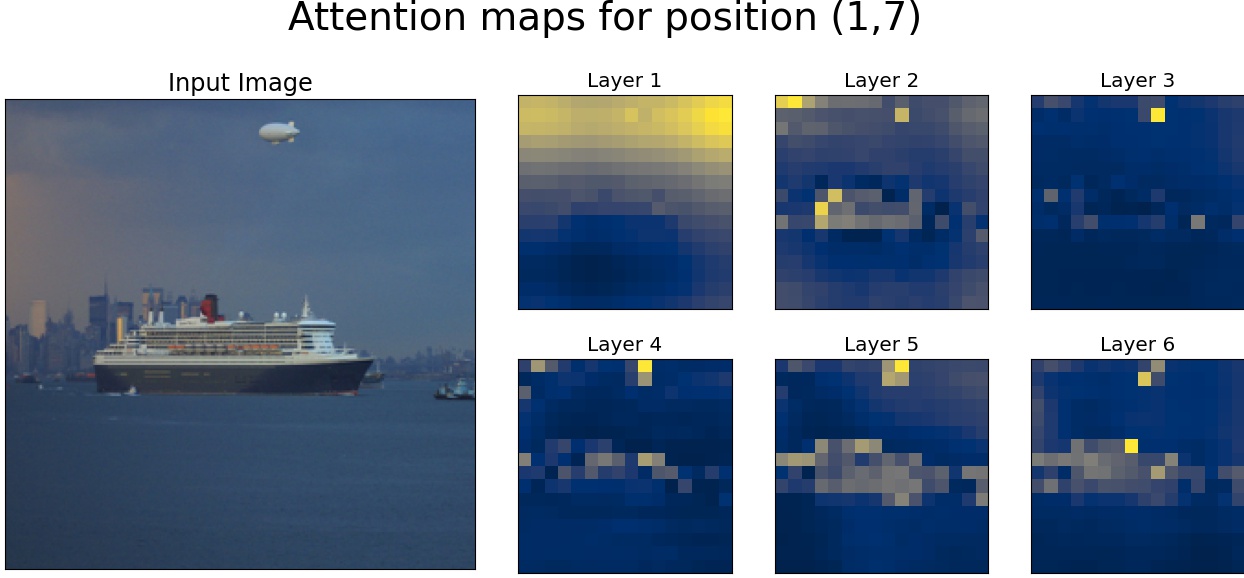 Attention maps for position (1,7)
Input Image
Layer 1
Layer 2
Layer 3
Layer 4
Layer 5
Layer 6